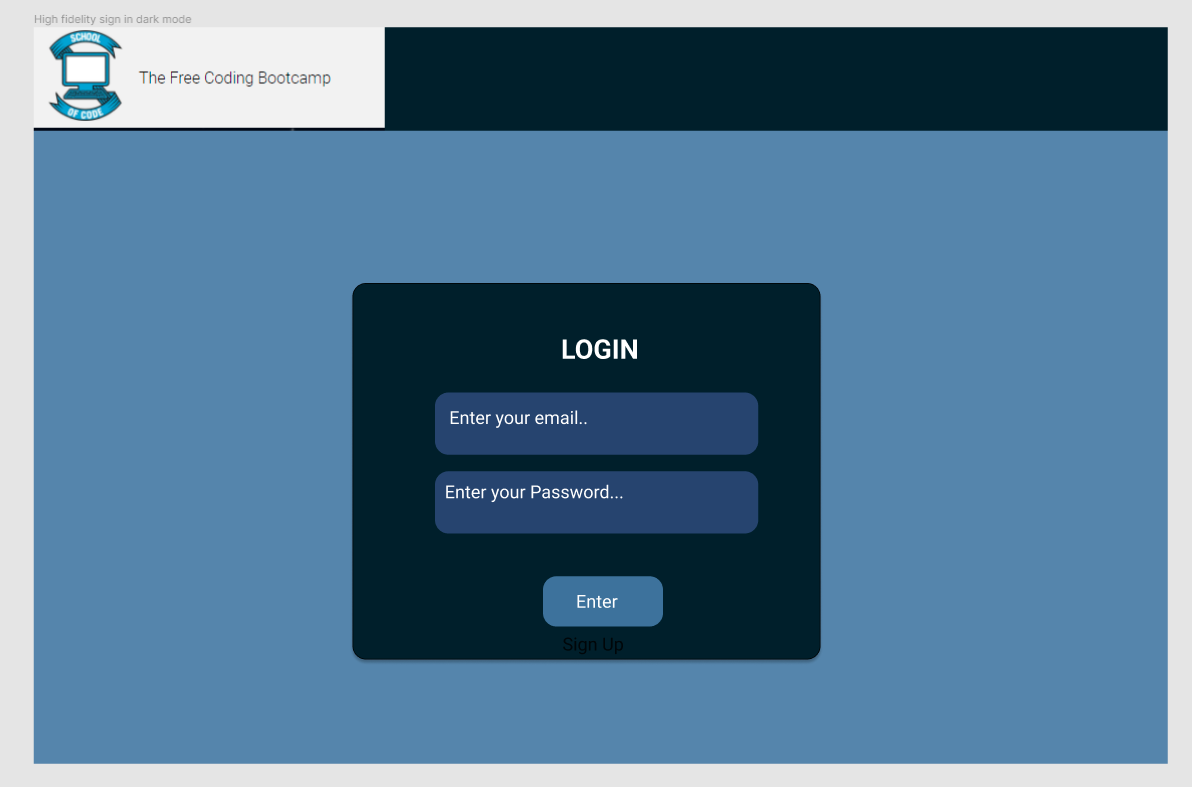 High fidelity sign in dark mode
SCHOOL
OF CODE
The Free Coding Bootcamp
LOGIN
Enter your email..
Enter your Password...
Enter
Sign Up